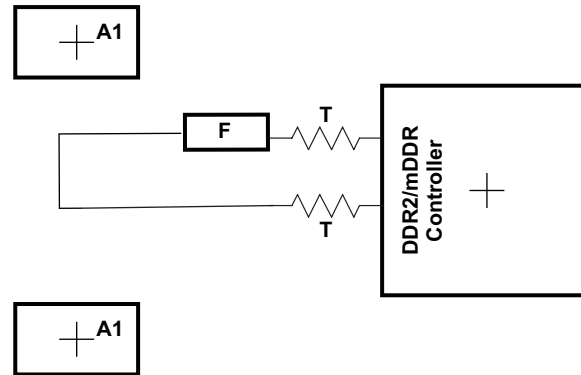 A1
T
F
DDR2/mDDR
Controller
T
A1